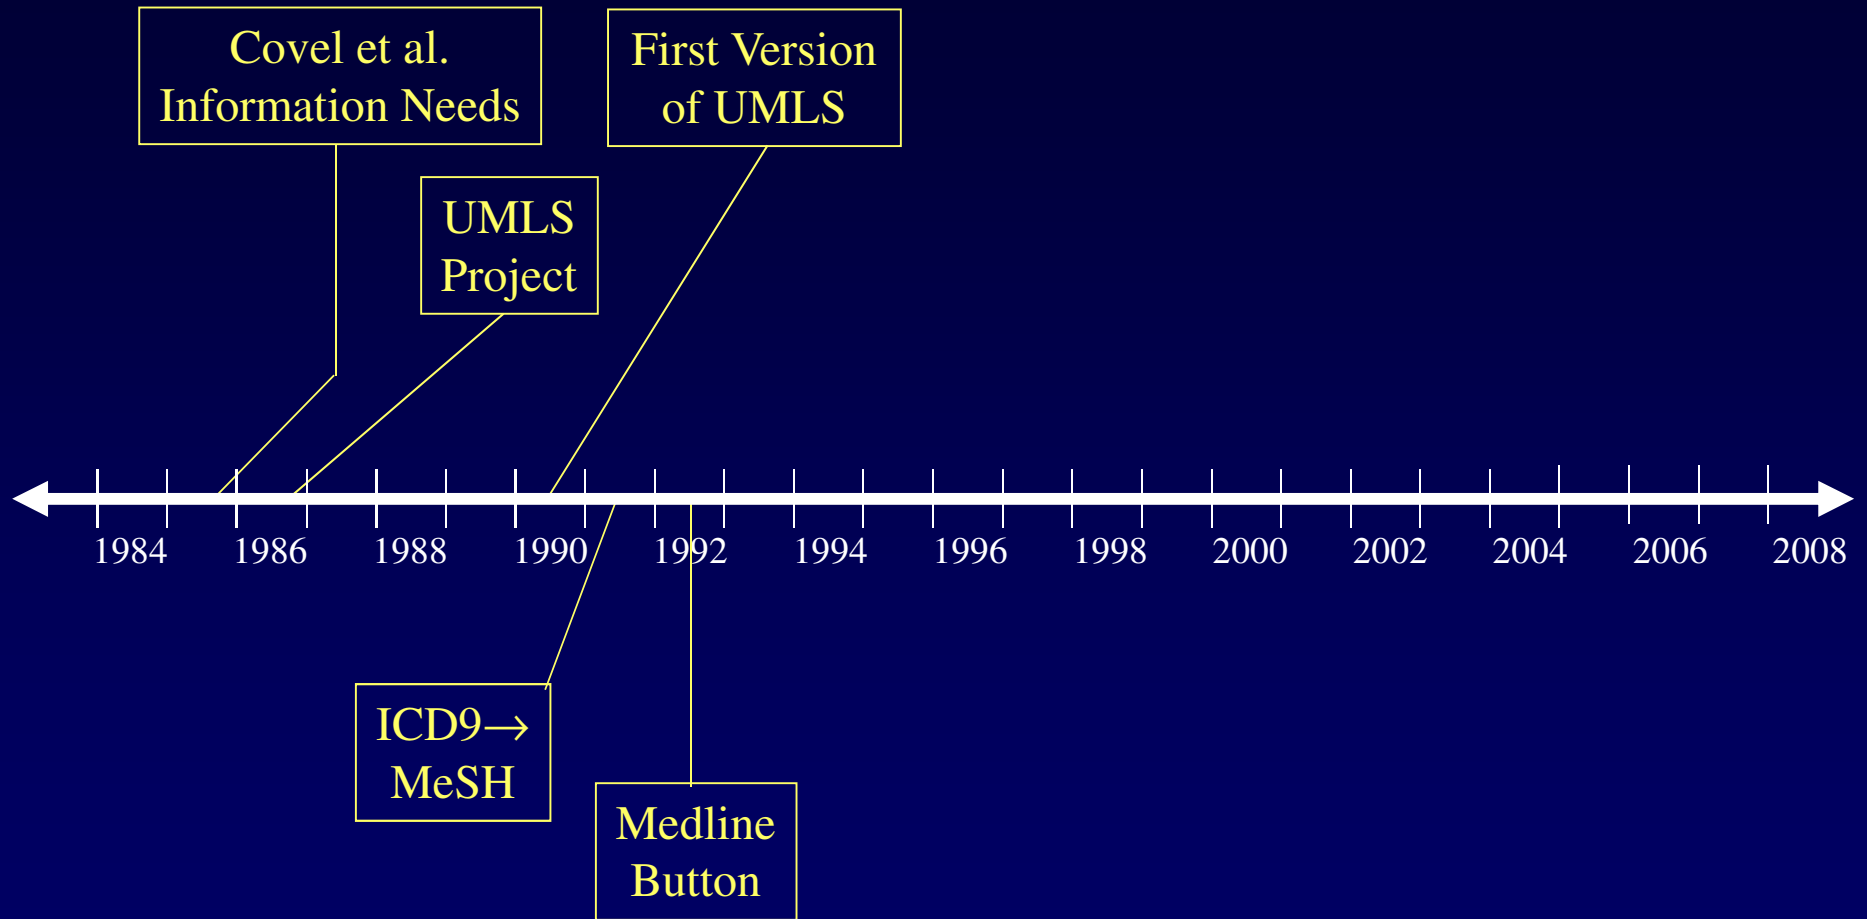 Covel et al.
Information Needs
First Version
of UMLS
UMLS
Project
1984 1986 1988 1990 1992 1994 1996 1998 2000 2002 2004 2006 2008
ICD9→
MeSH
Medline
Button